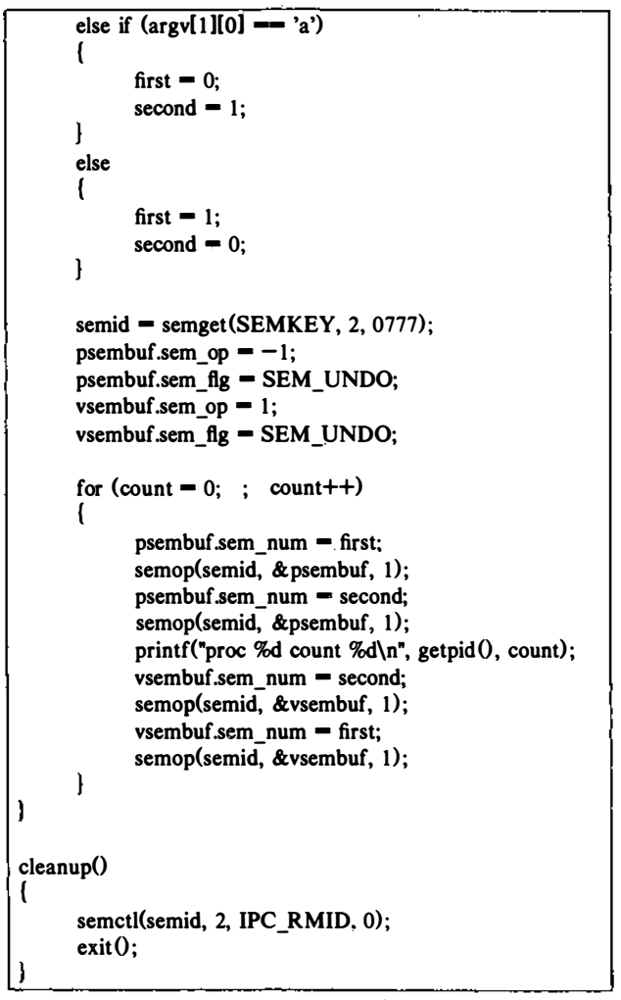 else if (argv[1][0] == 'a')
{
first = 0;
second = 1;
}
else
{
first = 1;
second = 0;
}
semid = semget(SEMKEY, 2, 0777);
psembuf.sem_op = -1;
psembuf.sem_flg = SEM_UNDO;
vsembuf.sem_op = 1;
vsembuf.sem_flg = SEM_UNDO;
for (count = 0; ; count++)
{
psembuf.sem_num = first;
semop(semid, &psembuf, 1);
psembuf.sem_num = second;
semop(semid, &psembuf, 1);
printf("proc %d count %d\n", getpid(), count);
vsembuf.sem_num = second;
semop(semid, &vsembuf, 1);
vsembuf.sem_num = first;
semop(semid, &vsembuf, 1);
}
}
cleanup()
{
semctl(semid, 2, IPC_RMID, 0);
exit();
}